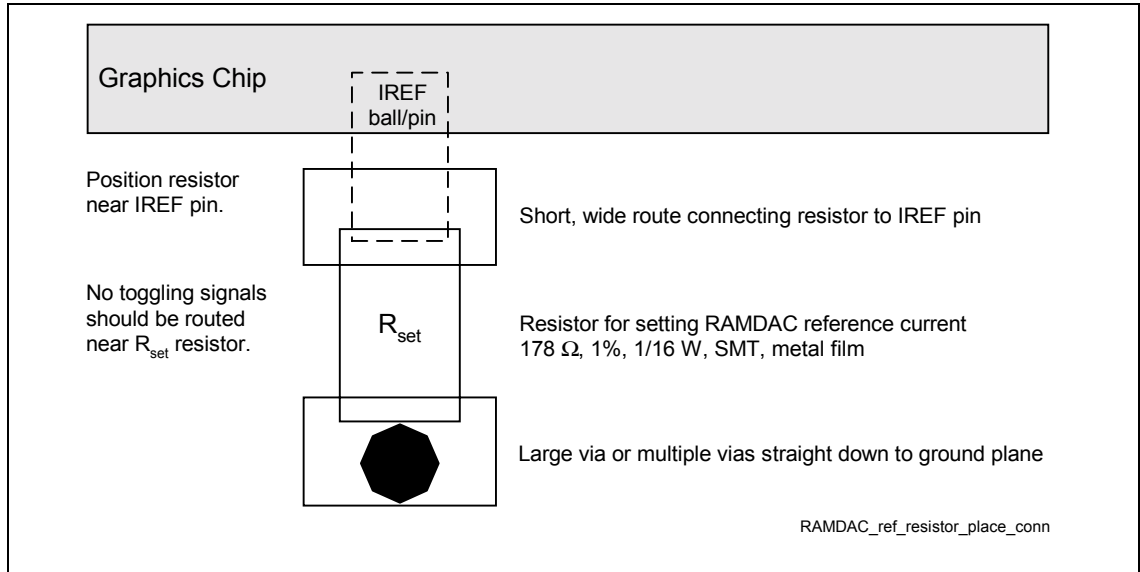 Graphics Chip
IREF
ball/pin
Position resistor
near IREF pin.
Short, wide route connecting resistor to IREF pin
No toggling signals
should be routed
near Rset resistor.
Rset
Resistor for setting RAMDAC reference current
178 Ω, 1%, 1/16 W, SMT, metal film
Large via or multiple vias straight down to ground plane
RAMDAC_ref_resistor_place_conn